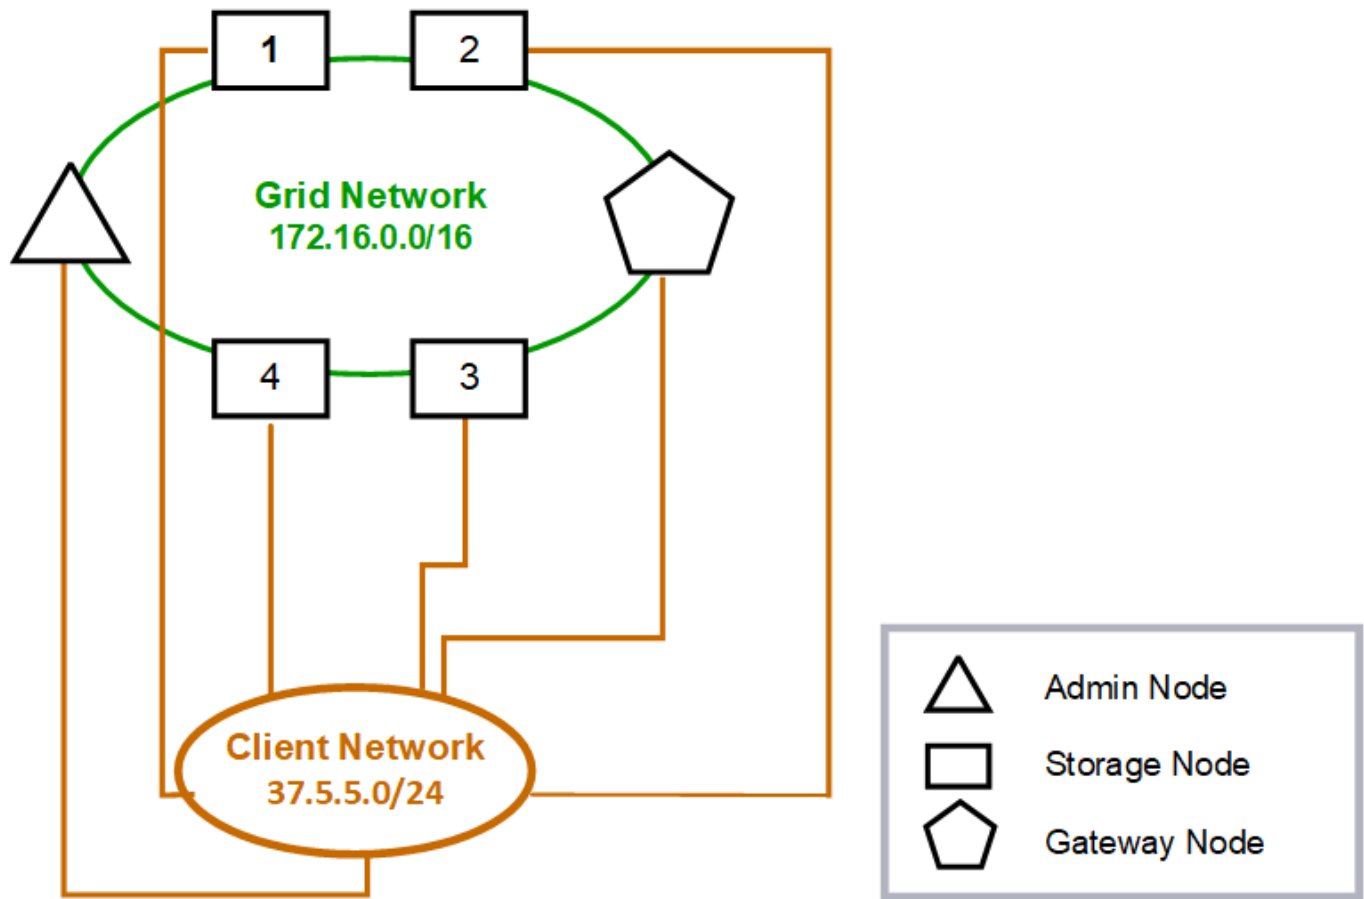 1
2
Grid Network
172.16.0.0/16
4
3
Client Network
37.5.5.0/24
Admin Node
Storage Node
Gateway Node